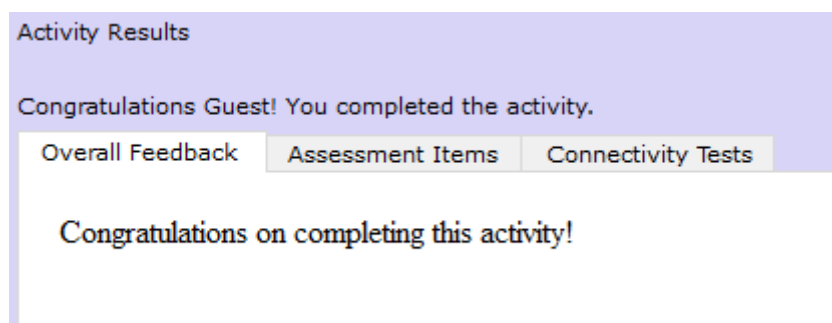 Activity Results
Congratulations Guest! You completed the activity.
Overall Feedback Assessment Items Connectivity Tests
Congratulations on completing this activity!